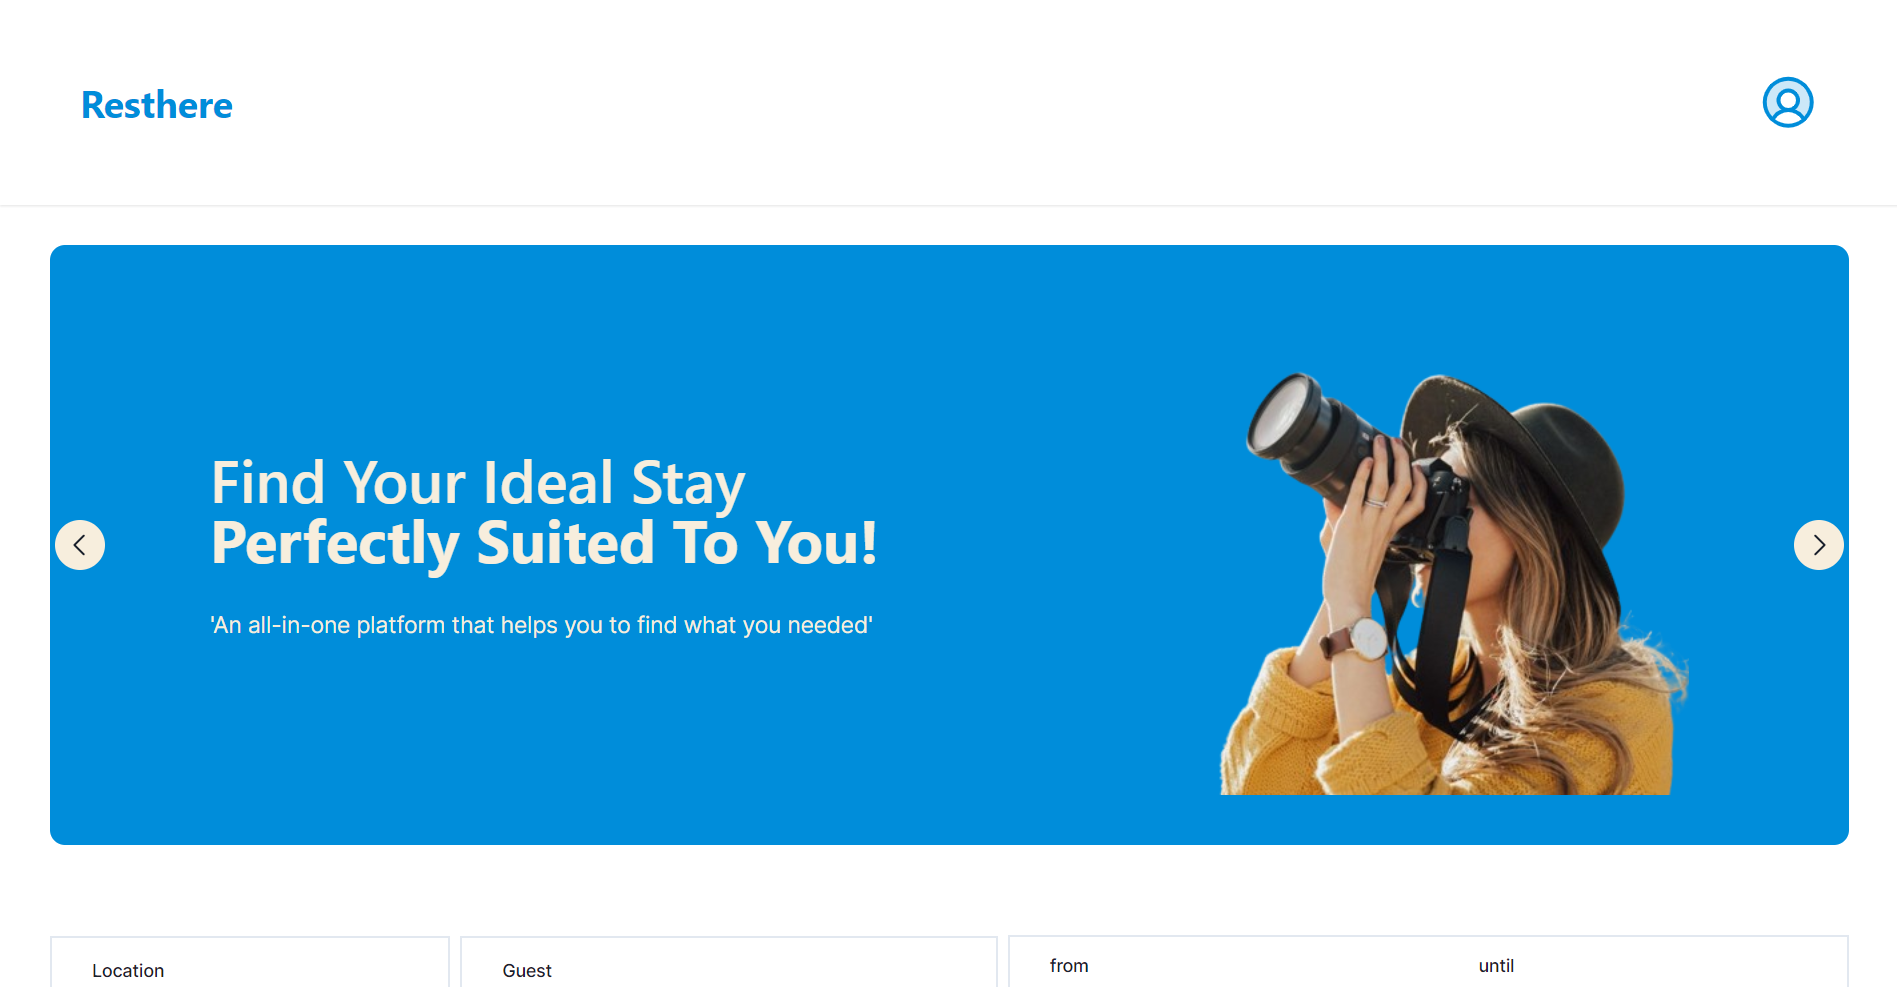 Resthere
Find Your Ideal Stay
Perfectly Suited To You!
'An all-in-one platform that helps you to find what you needed'
Location
Guest
from
until